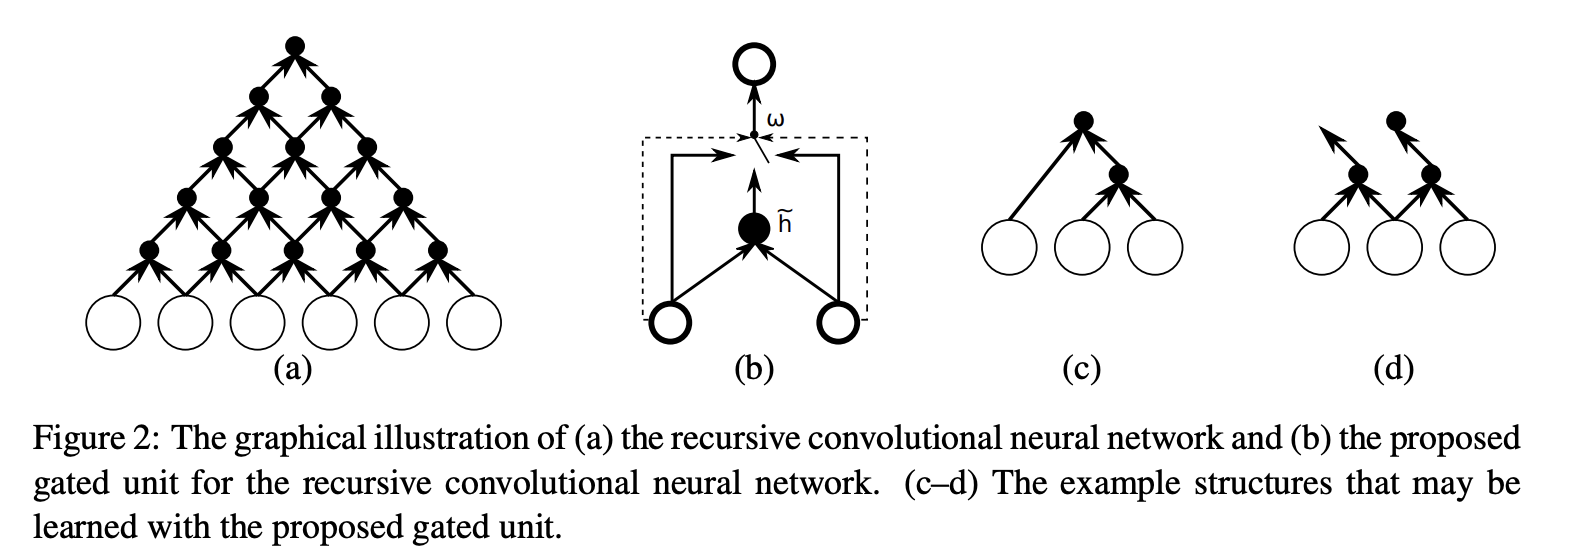 ω
h̃
(a)
(b)
(c)
(d)
Figure 2: The graphical illustration of (a) the recursive convolutional neural network and (b) the proposed
gated unit for the recursive convolutional neural network. (c–d) The example structures that may be
learned with the proposed gated unit.